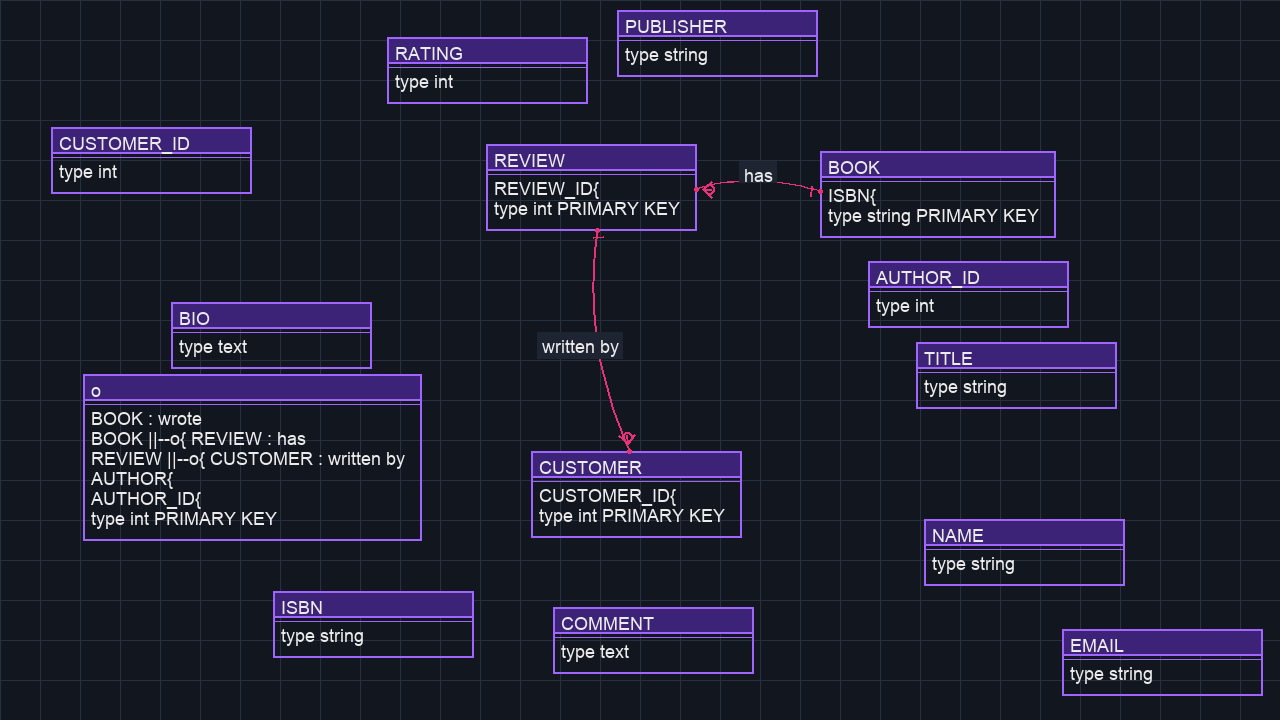 PUBLISHER
type string
RATING
type int
CUSTOMER_ID
type int
REVIEW
REVIEW_ID{
type int PRIMARY KEY
has
BOOK
ISBN{
type string PRIMARY KEY
AUTHOR_ID
type int
BIO
type text
written by
TITLE
type string
o
BOOK : wrote
BOOK ||--o{ REVIEW : has
REVIEW ||--o{ CUSTOMER : written by
AUTHOR{
AUTHOR_ID{
type int PRIMARY KEY
CUSTOMER
CUSTOMER_ID{
type int PRIMARY KEY
NAME
type string
ISBN
type string
COMMENT
type text
EMAIL
type string